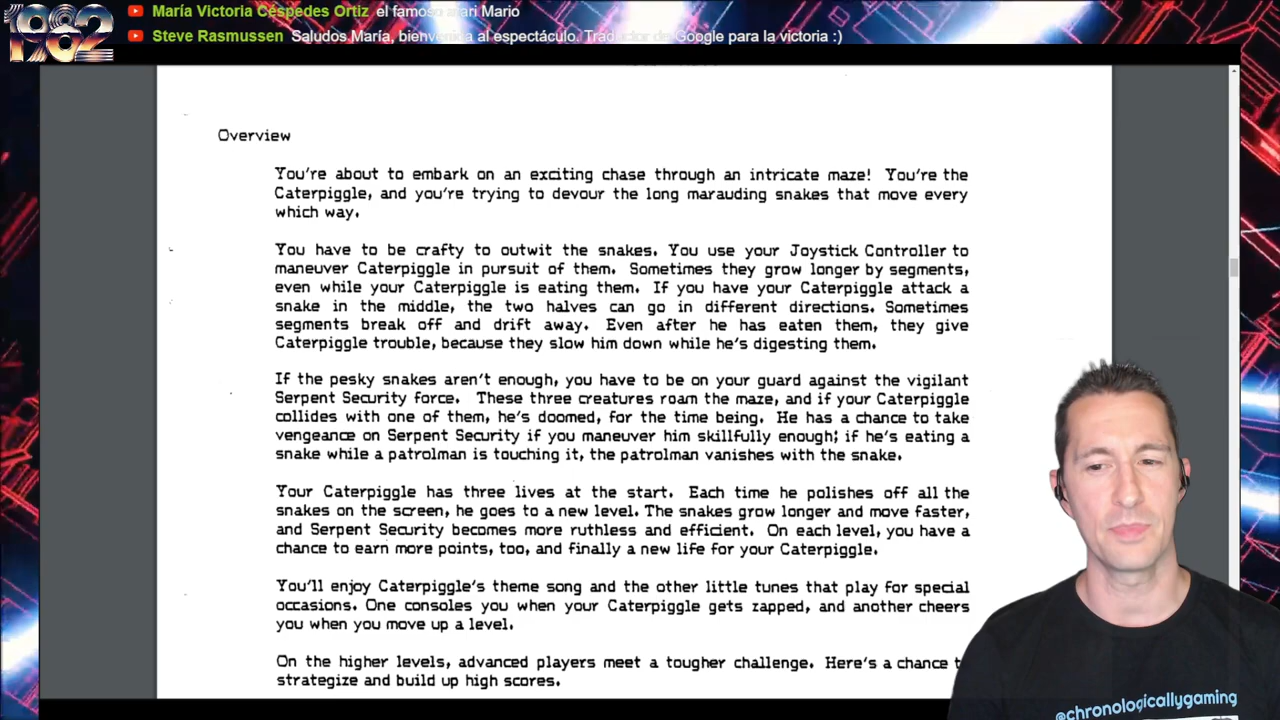 1982
María Victoria Céspedes Ortiz el famoso atari Mario
Steve Rasmussen Saludos María, bienvenida al espectáculo. Traductor de Google para la victoria :)
Overview
You're about to embark on an exciting chase through an intricate maze! You're the
Caterpiggle, and you're trying to devour the long marauding snakes that move every
which way.
You have to be crafty to outwit the snakes. You use your Joystick Controller to
maneuver Caterpiggle in pursuit of them. Sometimes they grow longer by segments,
even while your Caterpiggle is eating them. If you have your Caterpiggle attack a
snake in the middle, the two halves can go in different directions. Sometimes
segments break off and drift away. Even after he has eaten them, they give
Caterpiggle trouble, because they slow him down while he's digesting them.
If the pesky snakes aren't enough, you have to be on your guard against the vigilant
Serpent Security force. These three creatures roam the maze, and if your Caterpiggle
collides with one of them, he's doomed, for the time being. He has a chance to take
vengeance on Serpent Security if you maneuver him skillfully enough; if he's eating a
snake while a patrolman is touching it, the patrolman vanishes with the snake.
Your Caterpiggle has three lives at the start. Each time he polishes off all the
snakes on the screen, he goes to a new level. The snakes grow longer and move faster,
and Serpent Security becomes more ruthless and efficient. On each level, you have a
chance to earn more points, too, and finally a new life for your Caterpiggle.
You'll enjoy Caterpiggle's theme song and the other little tunes that play for special
occasions. One consoles you when your Caterpiggle gets zapped, and another cheers
you when you move up a level.
On the higher levels, advanced players meet a tougher challenge. Here's a chance
strategize and build up high scores.
@chronologicallygaming